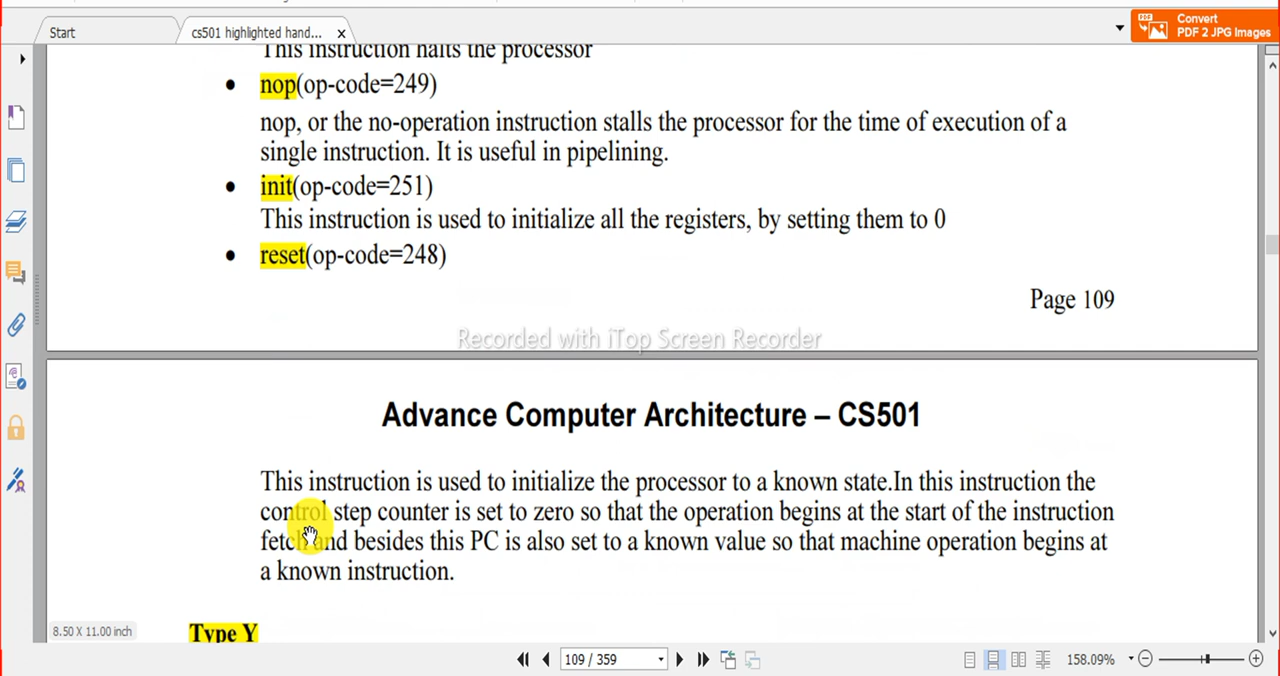 Convert
PDF 2 JPG Images
Start
cs501 highlighted hand...
x
This instruction halts the processor
• nop(op-code=249)
nop, or the no-operation instruction stalls the processor for the time of execution of a
single instruction. It is useful in pipelining.
• init(op-code=251)
This instruction is used to initialize all the registers, by setting them to 0
• reset(op-code=248)
Page 109
Recorded with iTop Screen Recorder
Advance Computer Architecture – CS501
This instruction is used to initialize the processor to a known state.In this instruction the
control step counter is set to zero so that the operation begins at the start of the instruction
fetch and besides this PC is also set to a known value so that machine operation begins at
a known instruction.
Type Y
8.50 X 11.00 inch
109 / 359
158.09%